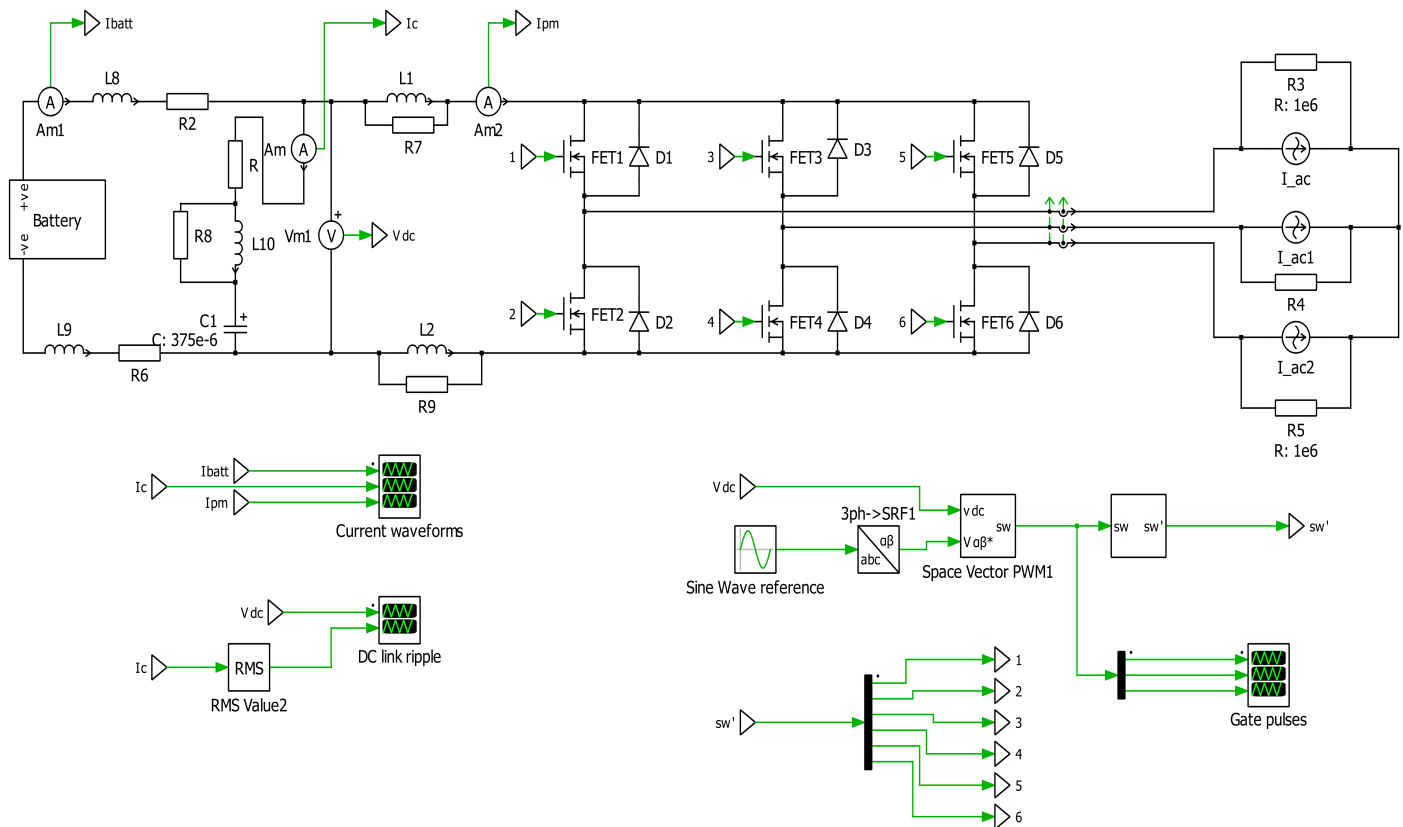 Ibatt
Ic
Ipm
A
Am1
L8
R2
L1
R7
A
Am2
R3
R: 1e6
Am
A
R
1
FET1
D1
3
FET3
D3
5
FET5
D5
I_ac
+ve
Battery
-ve
R8
L10
Vm1
+
V
Vdc
I_ac1
R4
C1
+
C: 375e-6
2
FET2
D2
4
FET4
D4
6
FET6
D6
I_ac2
L9
R6
L2
R9
R5
R: 1e6
Ibatt
Ic
Ipm
Current waveforms
Vdc
3ph->SRF1
αβ
abc
Sine Wave reference
vdc
sw
Vαβ*
Space Vector PWM1
sw
sw'
sw'
Vdc
Ic
RMS
RMS Value2
DC link ripple
sw'
1
2
3
4
5
6
Gate pulses